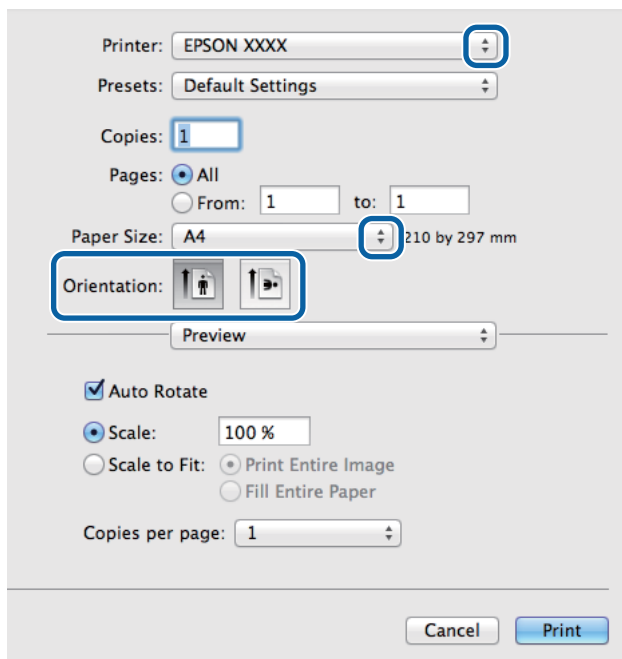 Printer: EPSON XXXX
Presets: Default Settings
Copies: 1
Pages: All
From: 1 to: 1
Paper Size: A4 210 by 297 mm
Orientation:
Preview
Auto Rotate
Scale: 100 %
Scale to Fit: Print Entire Image
Fill Entire Paper
Copies per page: 1
Cancel Print